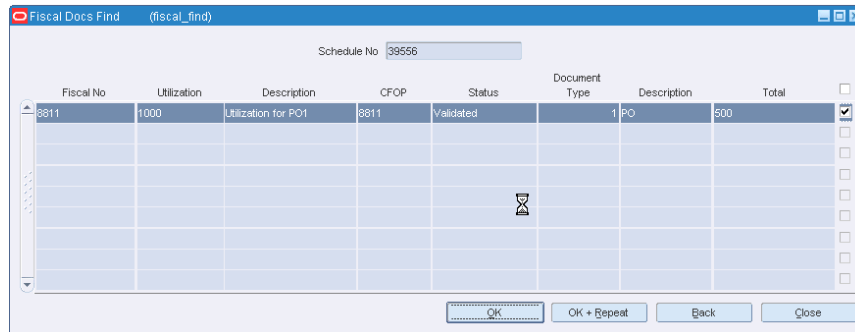 Fiscal Docs Find (fiscal_find)
Schedule No 39556
Document
Fiscal No Utilization Description CFOP Status Type Description Total
8811 1000 Utilization for PO1 8811 Validated 1 PO 500
OK OK + Repeat Back Close